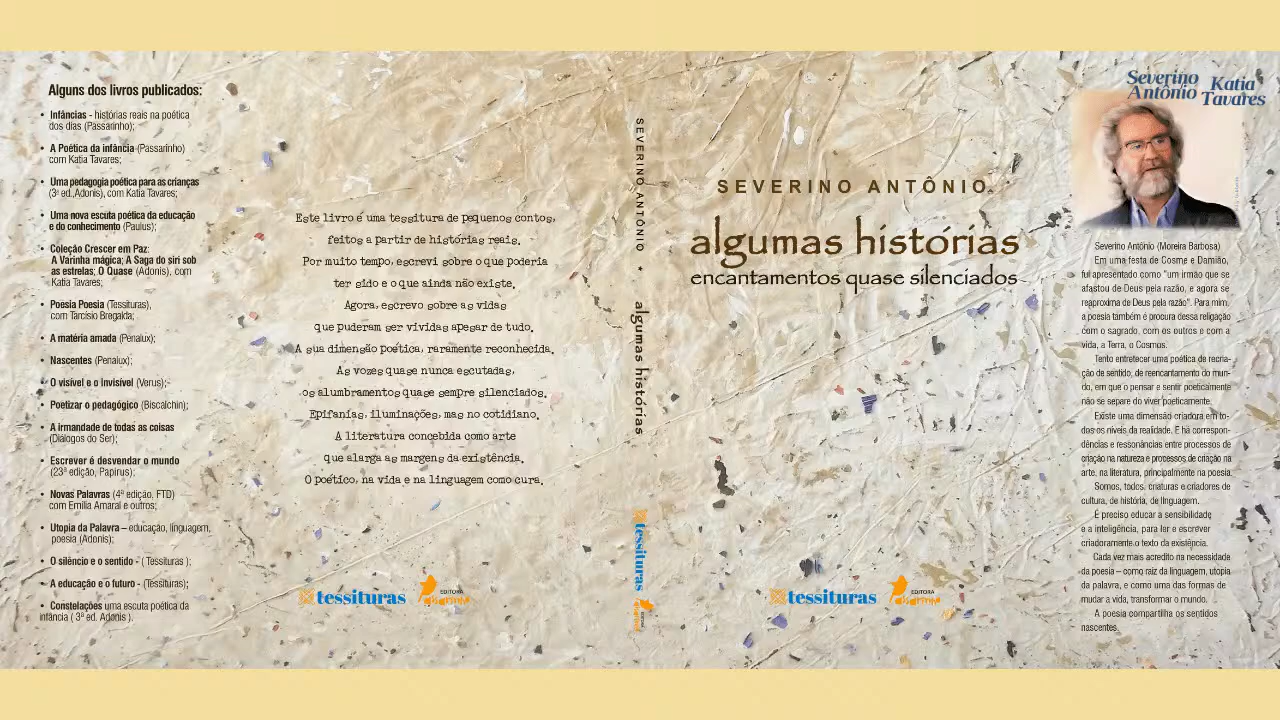 Alguns dos livros publicados:
• Infâncias - histórias reais na poética
dos dias (Passarinho);
• A Poética da infância (Passarinho)
com Katia Tavares;
• Uma pedagogia poética para as crianças
(3ª ed. Adonis), com Katia Tavares;
• Uma nova escuta poética da educação
e do conhecimento (Paulus);
Coleção Crescer em Paz:
A Varinha mágica; A Saga do siri sob
as estrelas; O Quase (Adonis), com
Katia Tavares;
• Poesia Poesia (Tessituras),
com Tarcísio Bregalda;
• A matéria amada (Penalux);
• Nascentes (Penalux);
• O visível e o Invisível (Verus);
• Poetizar o pedagógico (Biscalchin);
• A irmandade de todas as coisas
(Diálogos do Ser);
• Escrever é desvendar o mundo
(23ª edição, Papirus);
• Novas Palavras (4ª edição, FTD)
com Emília Amaral e outros;
• Utopia da Palavra – educação, linguagem,
poesia (Adonis);
• O silêncio e o sentido - ( Tessituras );
• A educação e o futuro - (Tessituras);
• Constelações uma escuta poética da
infância ( 3ª ed. Adonis ).
Este livro é uma tessitura de pequenos contos,
feitos a partir de histórias reais.
Por muito tempo, escrevi sobre o que poderia
ter sido e o que ainda não existe.
Agora, escrevo sobre as vidas
que puderam ser vividas apesar de tudo.
A sua dimensão poética, raramente reconhecida.
As vozes quase nunca escutadas,
os alumbramentos quase sempre silenciados.
Epifanias, iluminações, mas no cotidiano.
A literatura concebida como arte
que alarga as margens da existência.
O poético, na vida e na linguagem como cura.
tessituras
EDITORA
passarinho
SEVERINO ANTÔNIO * algumas histórias
tessituras
SEVERINO ANTÔNIO
algumas histórias
encantamentos quase silenciados
tessituras
EDITORA
passarinho
Severino
Antônio
Katia
Tavares
Severino Antônio (Moreira Barbosa)
Em uma festa de Cosme e Damião,
fui apresentado como "um irmão que se
afastou de Deus pela razão, e agora se
reaproxima de Deus pela razão". Para mim,
a poesia também é procura dessa religação
com o sagrado, com os outros e com a
vida, a Terra, o Cosmos.
Tento entretecer uma poética de recria-
ção de sentido, de reencantamento do mun-
do, em que o pensar e sentir poeticamente
não se separe do viver poeticamente.
Existe uma dimensão criadora em to-
dos os níveis da realidade. E há correspon-
dências e ressonâncias entre processos de
criação na natureza e processos de criação na
arte, na literatura, principalmente na poesia.
Somos, todos, criaturas e criadores de
cultura, de história, de linguagem.
É preciso educar a sensibilidade
e a inteligência, para ler e escrever
criadoramente o texto da existência.
Cada vez mais acredito na necessidade
da poesia – como raiz da linguagem, utopia
da palavra, e como uma das formas de
mudar a vida, transformar o mundo.
A poesia compartilha os sentidos
nascentes.